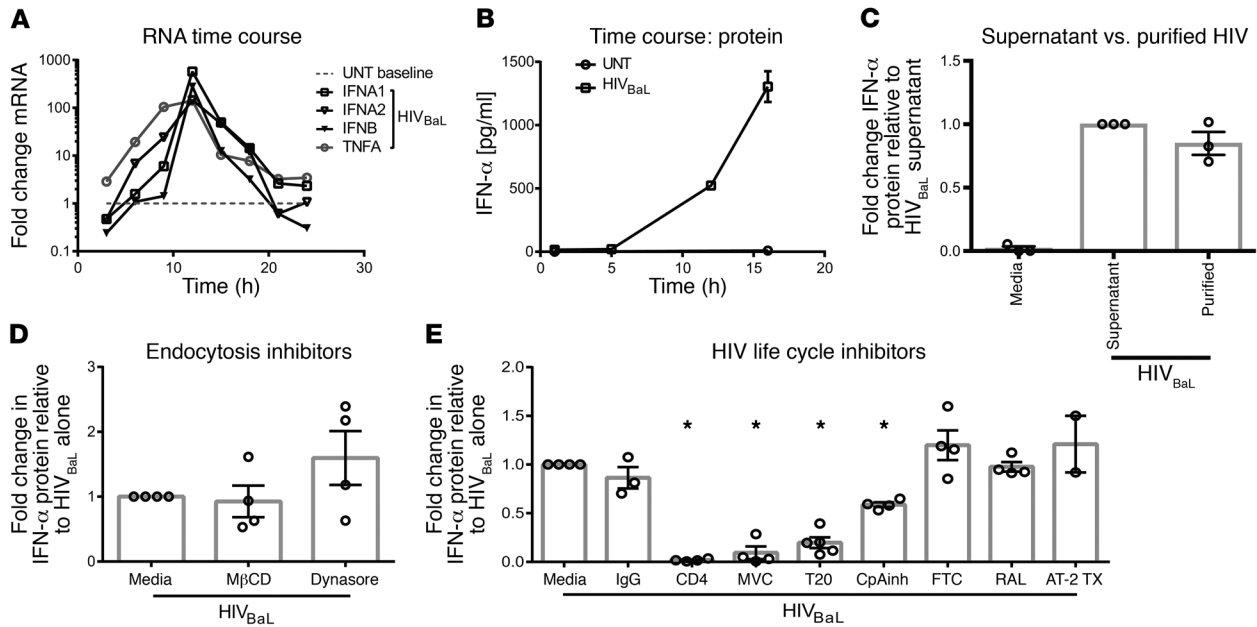 A
RNA time course
Fold change mRNA
1000
100
10
1
0.1
0
10
20
30
Time (h)
UNT baseline
IFNA1
IFNA2
IFNB
TNFA
HIVBaL
B
Time course: protein
IFN-α [pg/ml]
1500
1000
500
0
0
5
10
15
20
Time (h)
UNT
HIVBaL
C
Supernatant vs. purified HIV
Fold change IFN-α
protein relative to
HIVBaL supernatant
1.5
1.0
0.5
0.0
Media
Supernatant
Purified
HIVBaL
D
Endocytosis inhibitors
Fold change in
IFN-α protein relative
to HIVBaL alone
3
2
1
0
Media
MβCD
Dynasore
HIVBaL
E
HIV life cycle inhibitors
Fold change in
IFN-α protein relative
to HIVBaL alone
2.0
1.5
1.0
0.5
0.0
* * * *
Media
IgG
CD4
MVC
T20
CpAinh
FTC
RAL
AT-2 TX
HIVBaL